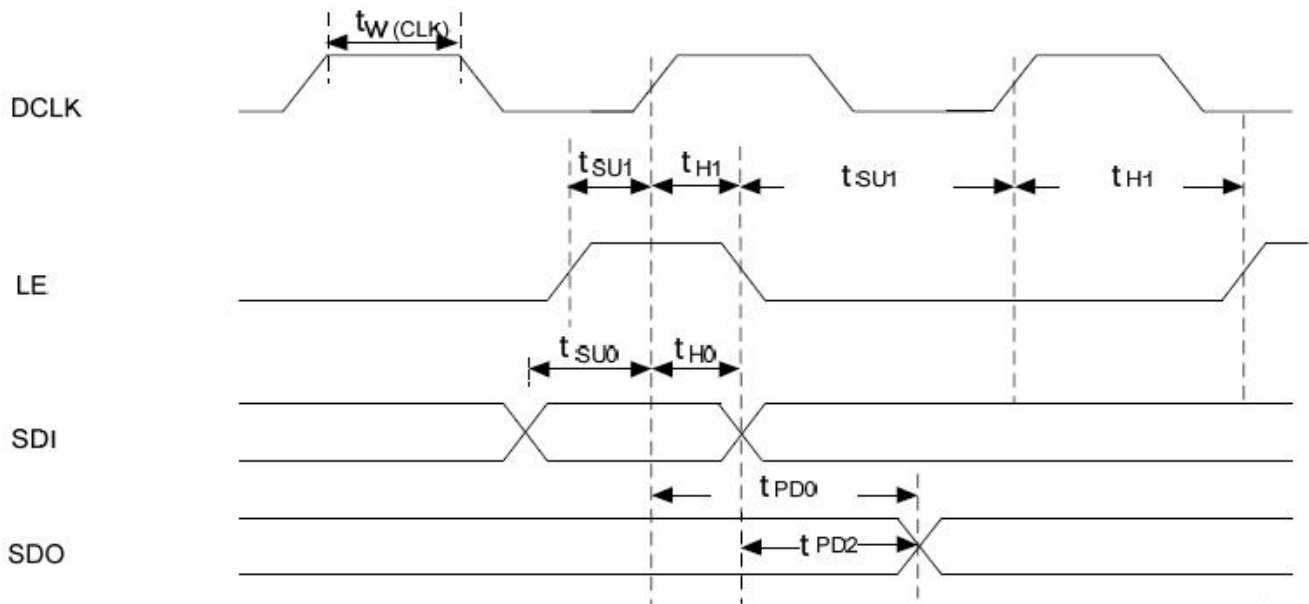 tW(CLK)
DCLK
tSU1 tH1 tSU1 tH1
LE
tSU0 tH0
SDI
tPD0
SDO
tPD2